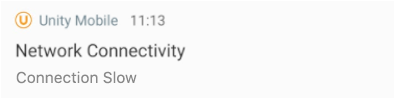 Unity Mobile 11:13
Network Connectivity
Connection Slow